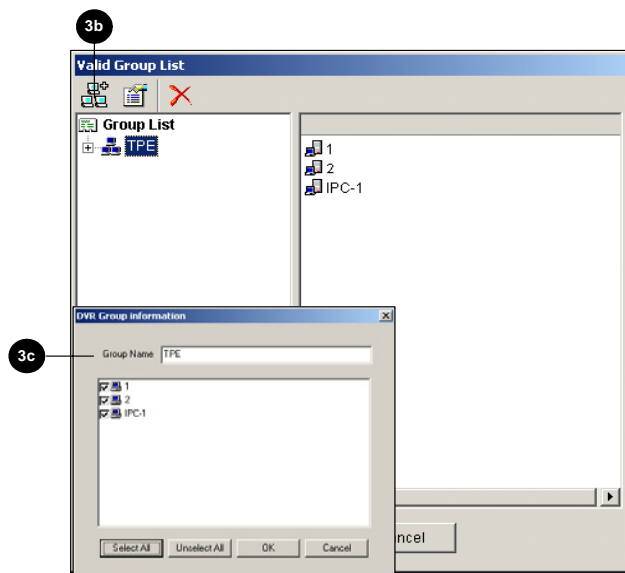 3b
Valid Group List
Group List
TPE
1
2
IPC-1
DVR Group information
3c
Group Name TPE
1
2
IPC-1
Select All Unselect All OK Cancel
ncel